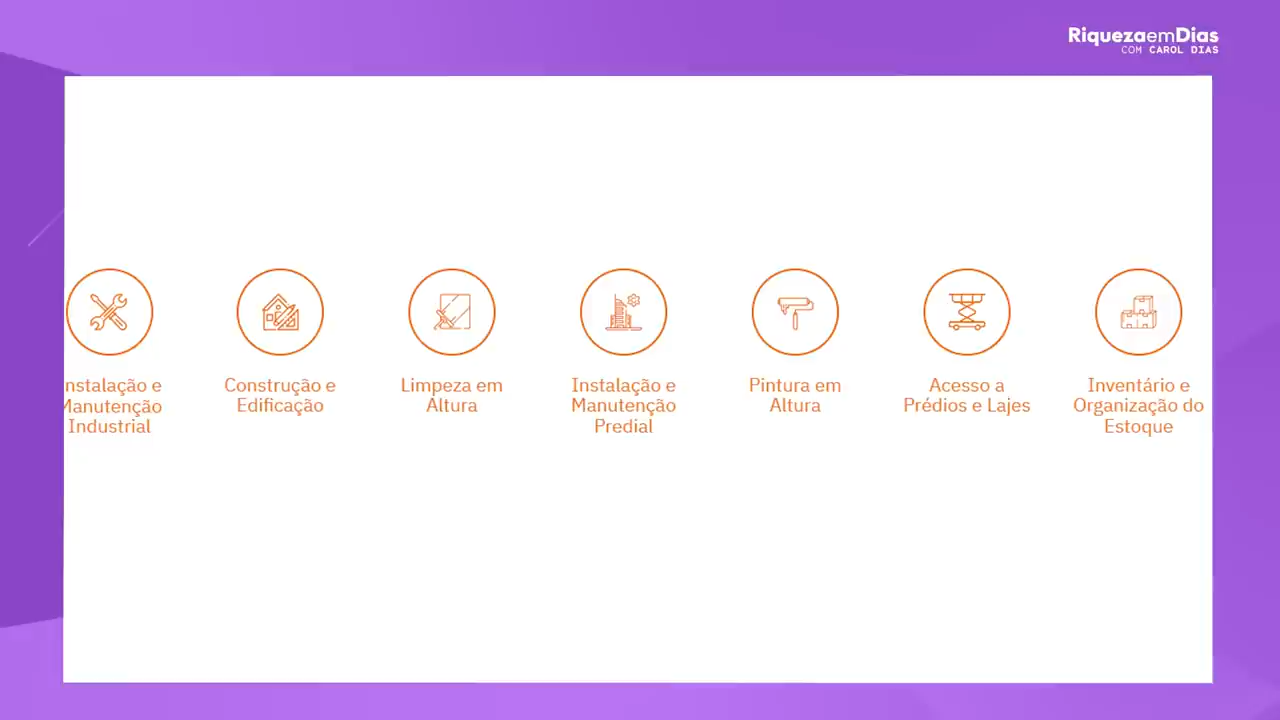 RiquezaemDias
COM CAROL DIAS
nstalação e
Manutenção
Industrial
Construção e
Edificação
Limpeza em
Altura
Instalação e
Manutenção
Predial
Pintura em
Altura
Acesso a
Prédios e Lajes
Inventário e
Organização do
Estoque